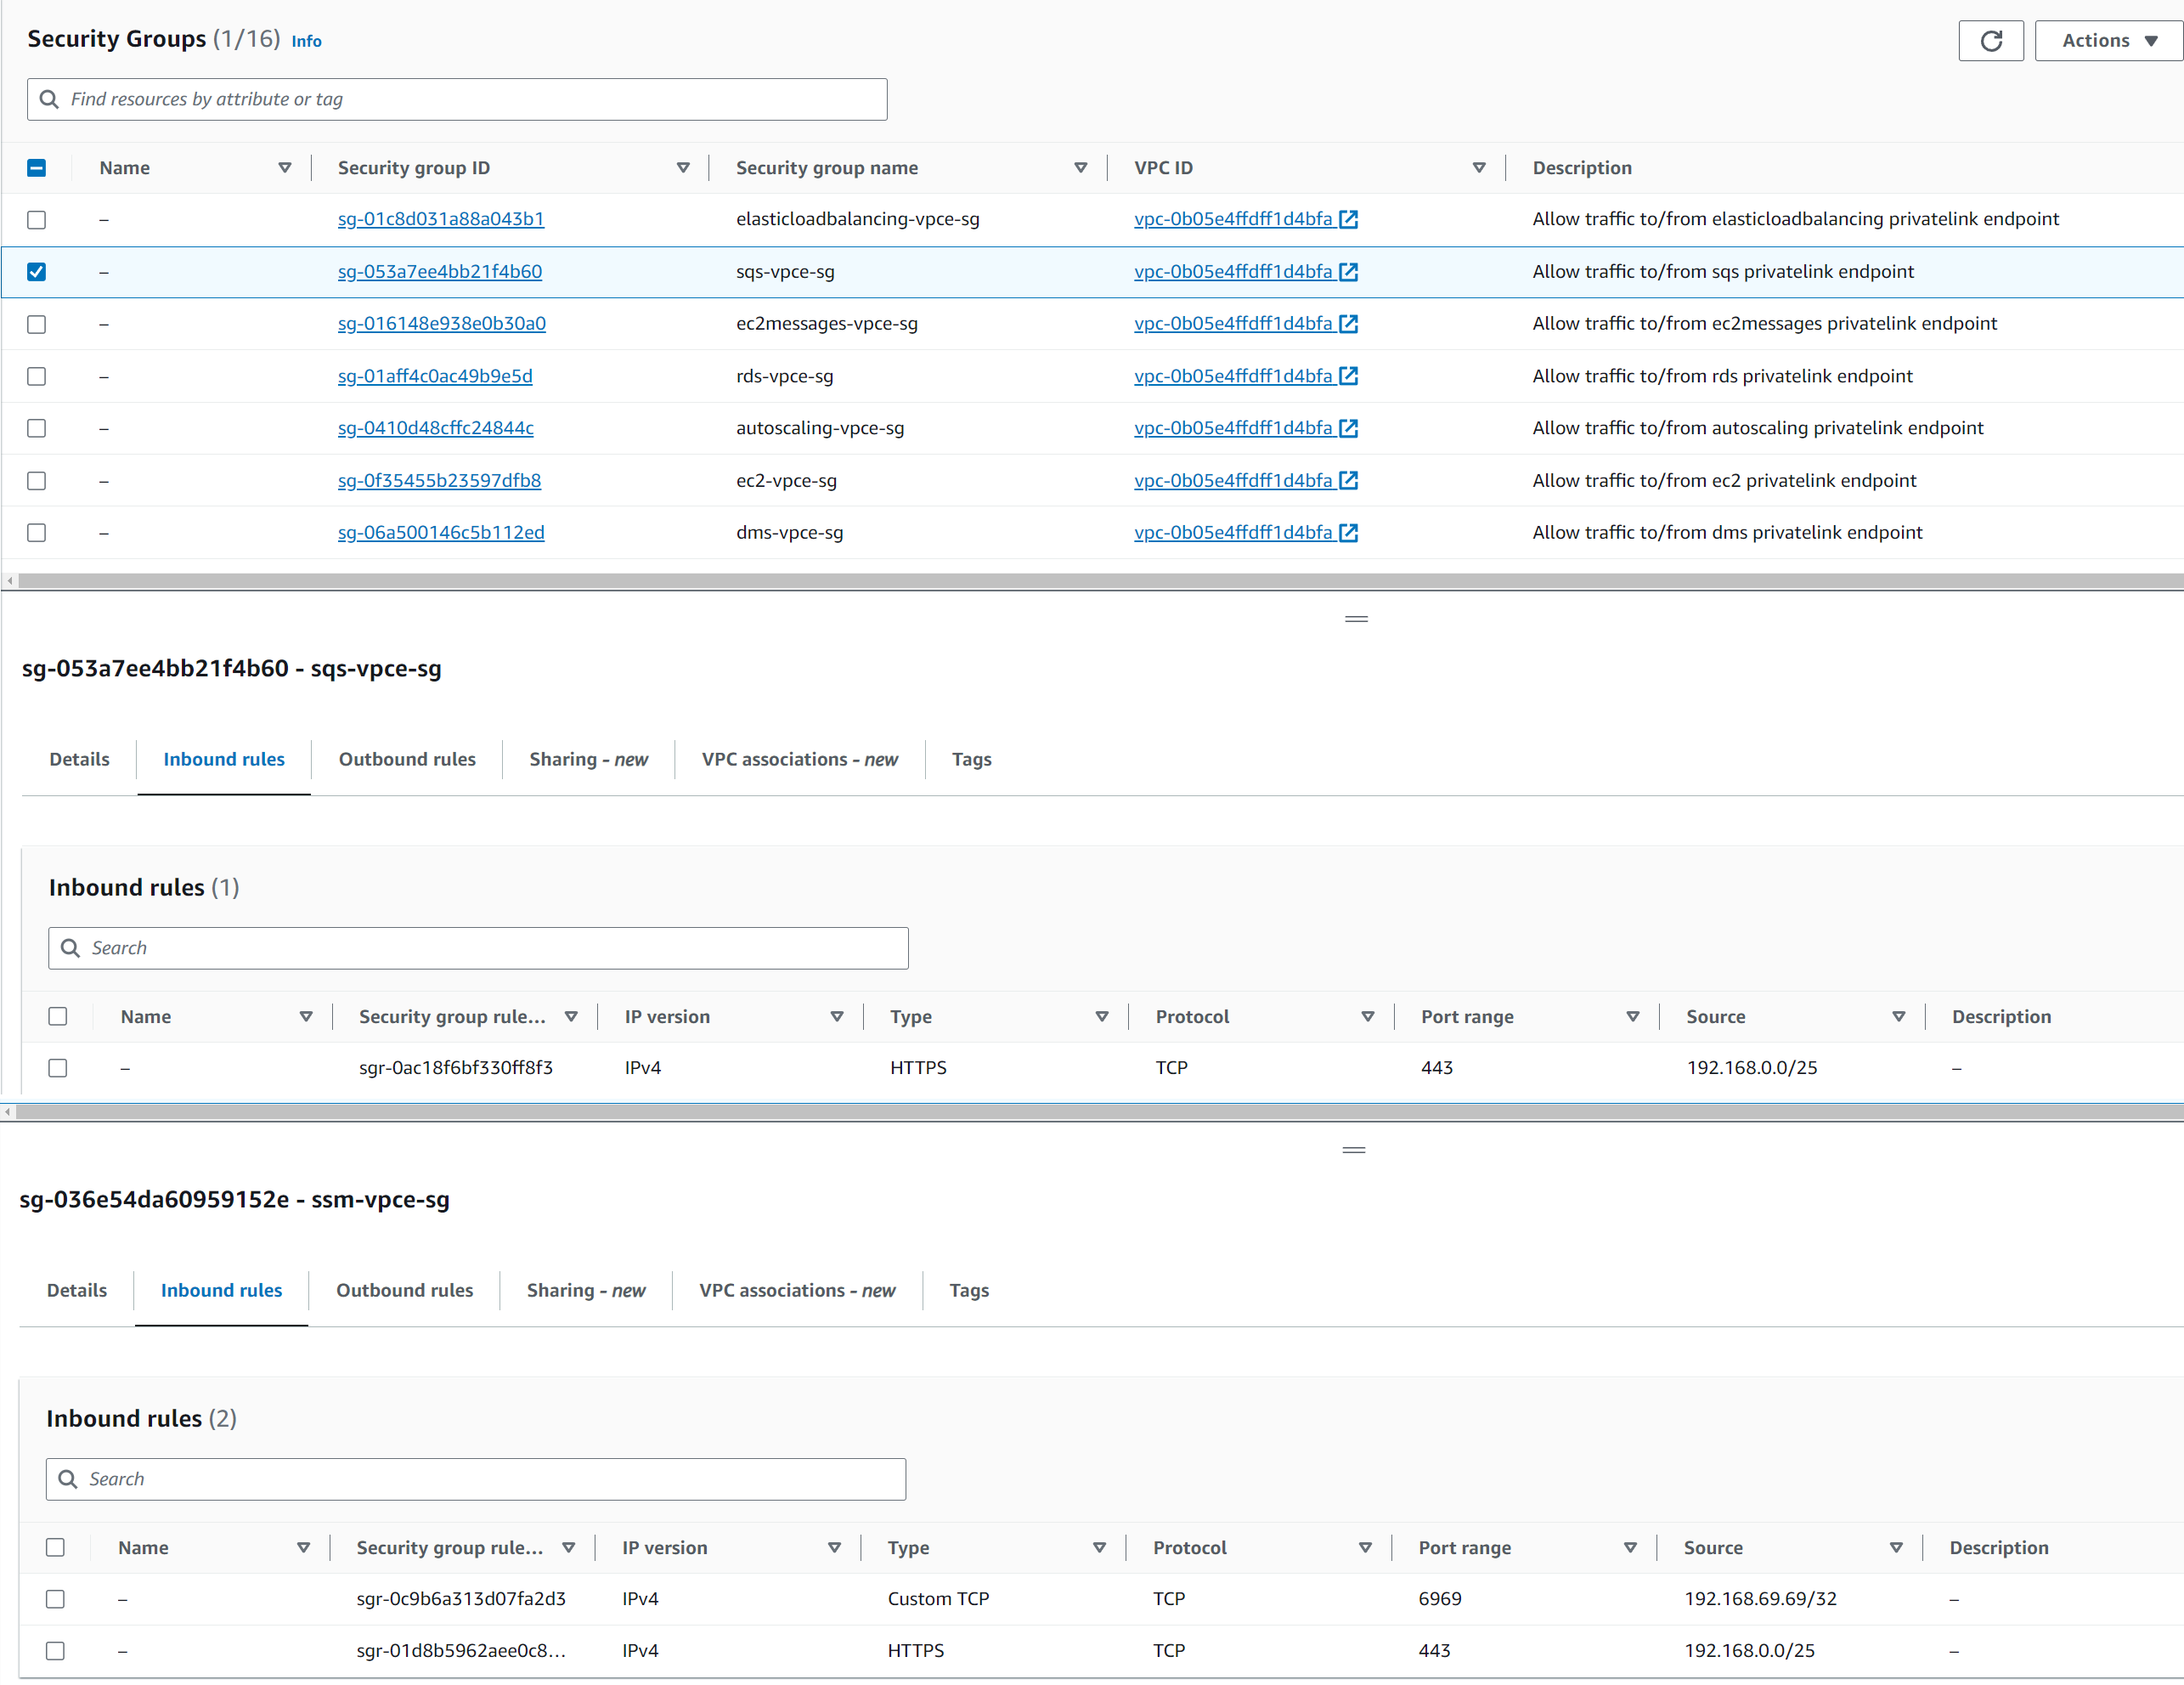 Security Groups (1/16) Info
Actions
Find resources by attribute or tag
Name Security group ID Security group name VPC ID Description
– sg-01c8d031a88a043b1 elasticloadbalancing-vpce-sg vpc-0b05e4ffdff1d4bfa Allow traffic to/from elasticloadbalancing privatelink endpoint
– sg-053a7ee4bb21f4b60 sqs-vpce-sg vpc-0b05e4ffdff1d4bfa Allow traffic to/from sqs privatelink endpoint
– sg-016148e938e0b30a0 ec2messages-vpce-sg vpc-0b05e4ffdff1d4bfa Allow traffic to/from ec2messages privatelink endpoint
– sg-01aff4c0ac49b9e5d rds-vpce-sg vpc-0b05e4ffdff1d4bfa Allow traffic to/from rds privatelink endpoint
– sg-0410d48cffc24844c autoscaling-vpce-sg vpc-0b05e4ffdff1d4bfa Allow traffic to/from autoscaling privatelink endpoint
– sg-0f35455b23597dfb8 ec2-vpce-sg vpc-0b05e4ffdff1d4bfa Allow traffic to/from ec2 privatelink endpoint
– sg-06a500146c5b112ed dms-vpce-sg vpc-0b05e4ffdff1d4bfa Allow traffic to/from dms privatelink endpoint
sg-053a7ee4bb21f4b60 - sqs-vpce-sg
Details Inbound rules Outbound rules Sharing - new VPC associations - new Tags
Inbound rules (1)
Search
Name Security group rule... IP version Type Protocol Port range Source Description
– sgr-0ac18f6bf330ff8f3 IPv4 HTTPS TCP 443 192.168.0.0/25 –
sg-036e54da60959152e - ssm-vpce-sg
Details Inbound rules Outbound rules Sharing - new VPC associations - new Tags
Inbound rules (2)
Search
Name Security group rule... IP version Type Protocol Port range Source Description
– sgr-0c9b6a313d07fa2d3 IPv4 Custom TCP TCP 6969 192.168.69.69/32 –
– sgr-01d8b5962aee0c8... IPv4 HTTPS TCP 443 192.168.0.0/25 –